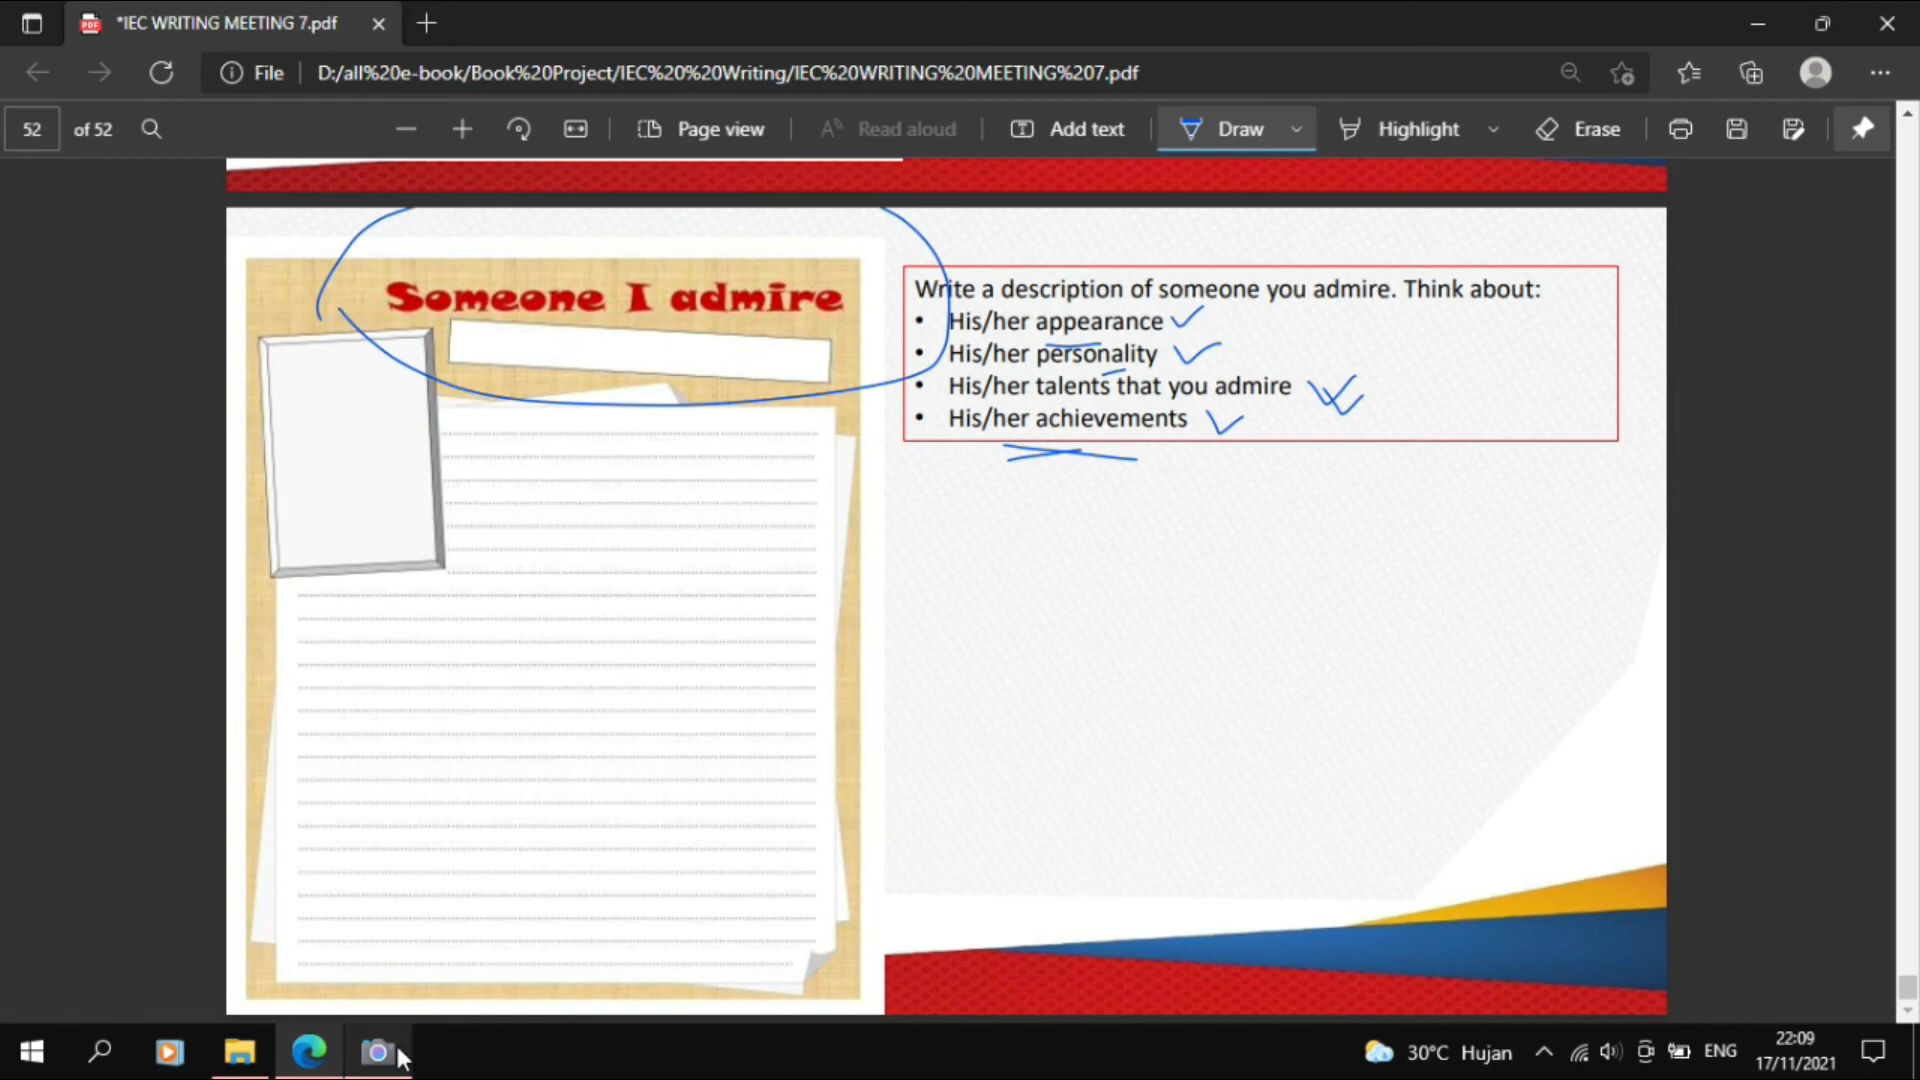 *IEC WRITING MEETING 7.pdf
File
D:/all%20e-book/Book%20Project/IEC%20%20Writing/IEC%20WRITING%20MEETING%207.pdf
52 of 52
Page view
Read aloud
Add text
Draw
Highlight
Erase
Someone I admire
Write a description of someone you admire. Think about:
• His/her appearance
• His/her personality
• His/her talents that you admire
• His/her achievements
30°C Hujan
ENG
22:09
17/11/2021